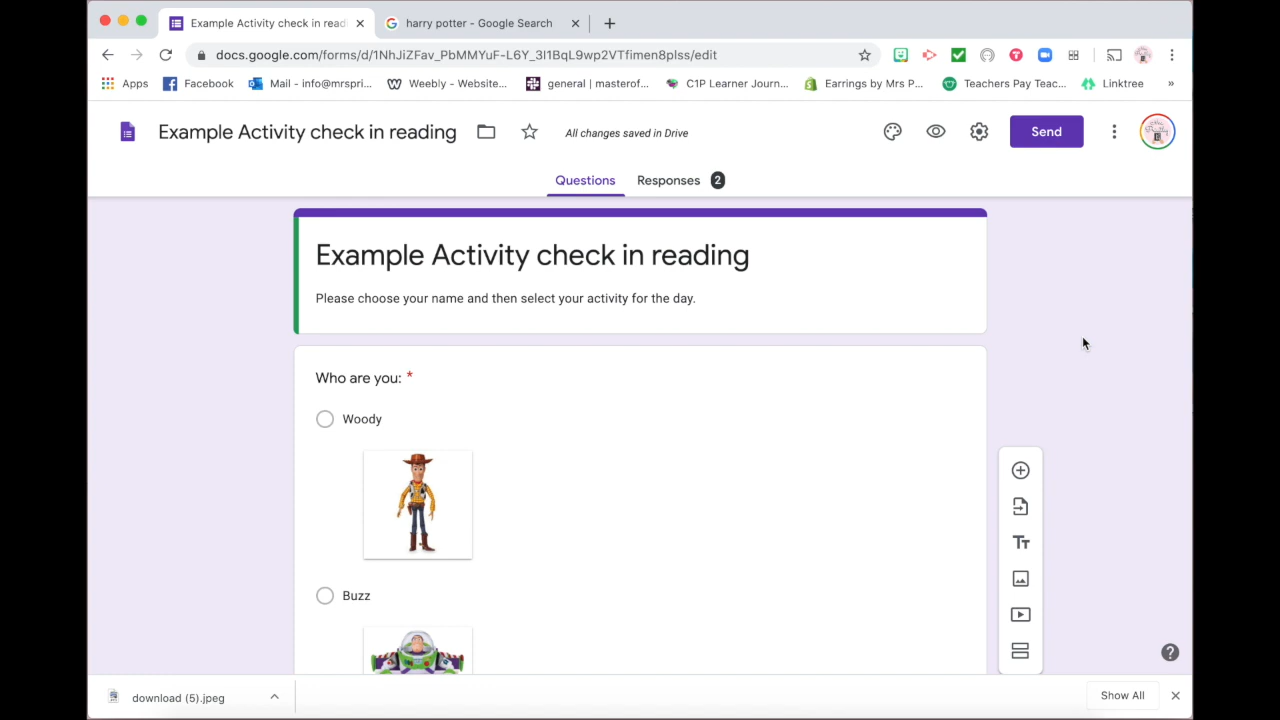 Example Activity check in readi
harry potter - Google Search
docs.google.com/forms/d/1NhJiZFav_PbMMYuF-L6Y_3I1BqL9wp2VTfimen8plss/edit
Apps
Facebook
Mail - info@mrspri...
Weebly - Website...
general | masterof...
C1P Learner Journ...
Earrings by Mrs P...
Teachers Pay Teac...
Linktree
»
Example Activity check in reading
All changes saved in Drive
Send
Questions
Responses 2
Example Activity check in reading
Please choose your name and then select your activity for the day.
Who are you: *
Woody
Buzz
Tт
?
download (5).jpeg
Show All